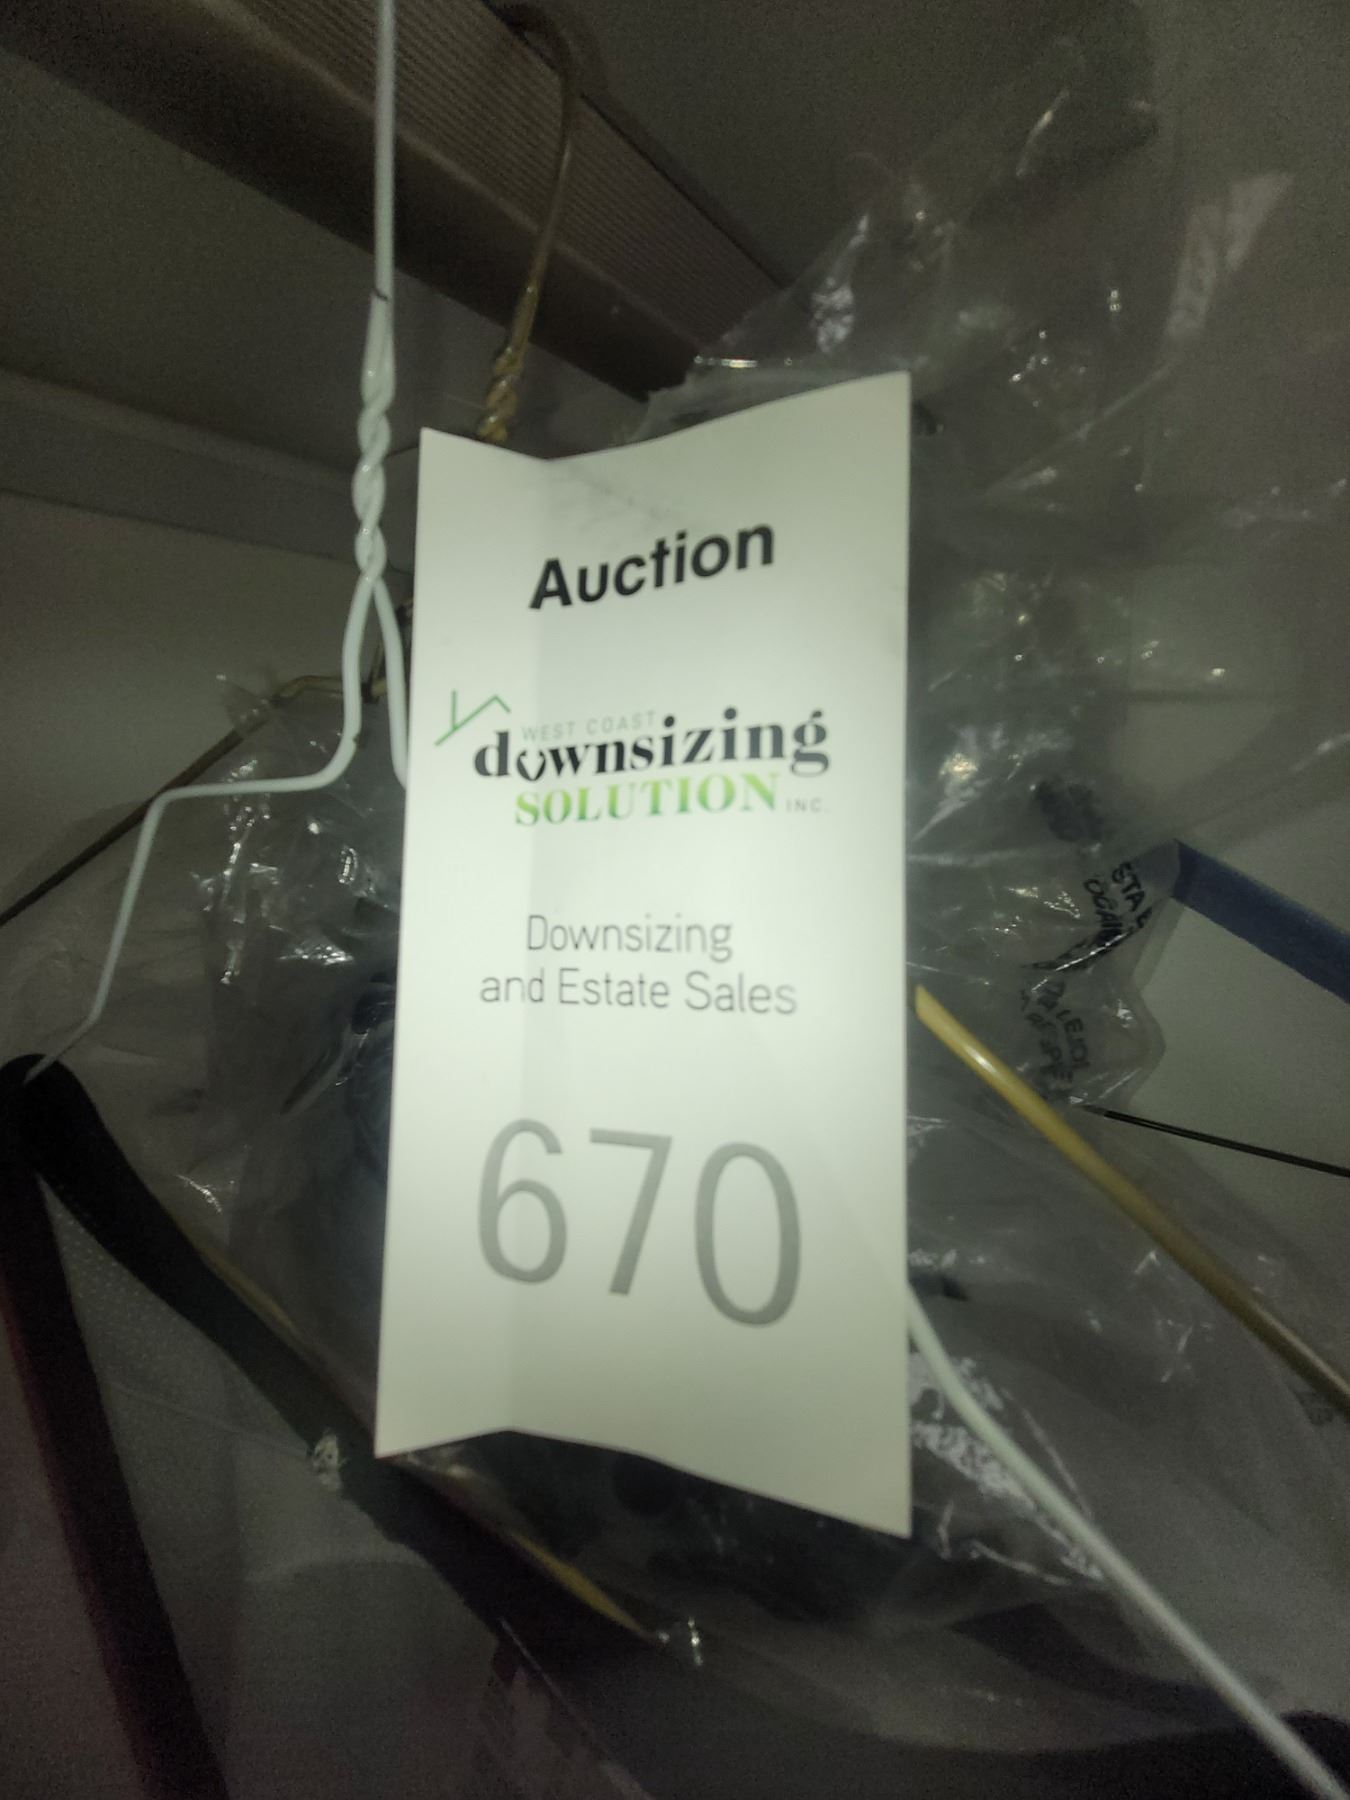 Auction
WEST COAST
downsizing
SOLUTION INC.
Downsizing
and Estate Sales
670